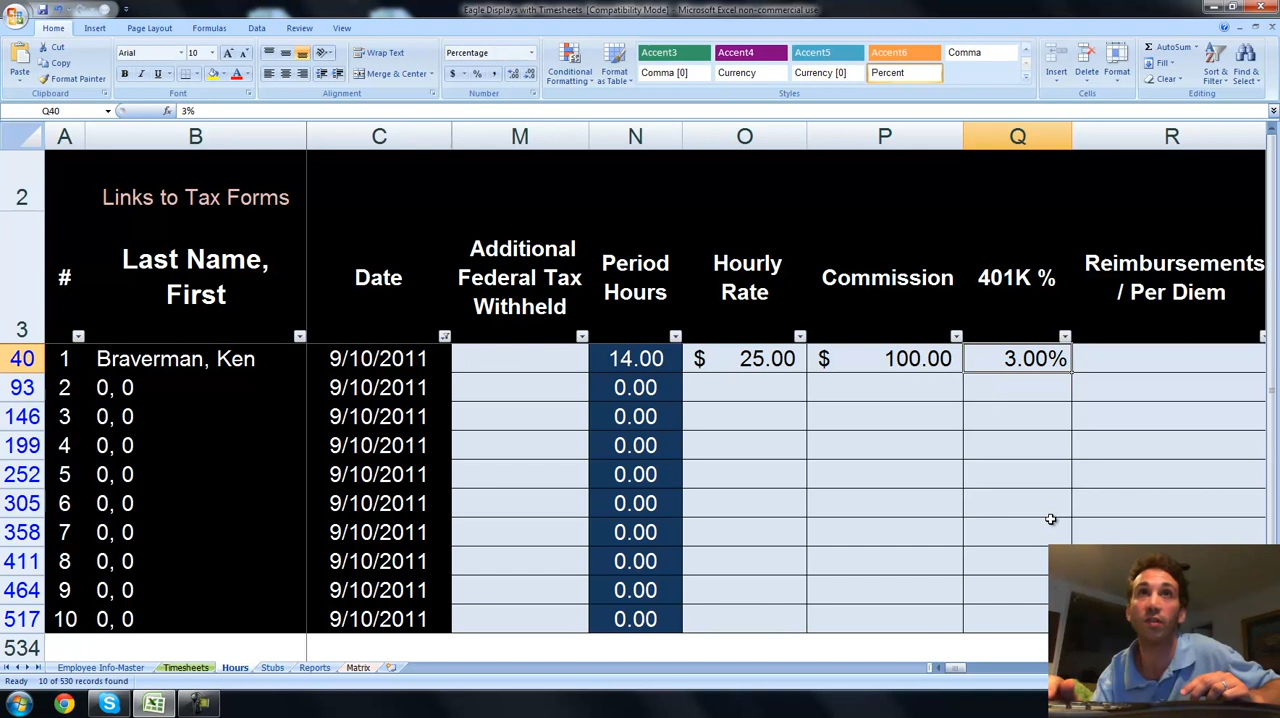 Eagle Displays with Timesheets. [Compatibility Mode] - Microsoft Excel non-commercial use
Home Insert Page Layout Formulas Data Review View
Cut
Copy
Format Painter
Paste
Clipboard
Arial 10
B I U
Font
Wrap Text
Merge & Center
Alignment
Percentage
$ % ,
Number
Conditional Formatting
Format as Table
Accent3 Accent4 Accent5 Accent6 Comma
Comma [0] Currency Currency [0] Percent
Styles
Insert Delete Format
Cells
AutoSum
Fill
Clear
Sort & Filter
Find & Select
Editing
Q40 fx 3%
A B C M N O P Q R
2 Links to Tax Forms
3 # Last Name, First Date Additional Federal Tax Withheld Period Hours Hourly Rate Commission 401K % Reimbursements / Per Diem
40 1 Braverman, Ken 9/10/2011 14.00 $ 25.00 $ 100.00 3.00%
93 2 0, 0 9/10/2011 0.00
146 3 0, 0 9/10/2011 0.00
199 4 0, 0 9/10/2011 0.00
252 5 0, 0 9/10/2011 0.00
305 6 0, 0 9/10/2011 0.00
358 7 0, 0 9/10/2011 0.00
411 8 0, 0 9/10/2011 0.00
464 9 0, 0 9/10/2011 0.00
517 10 0, 0 9/10/2011 0.00
534
Employee Info-Master Timesheets Hours Stubs Reports Matrix
Ready 10 of 530 records found